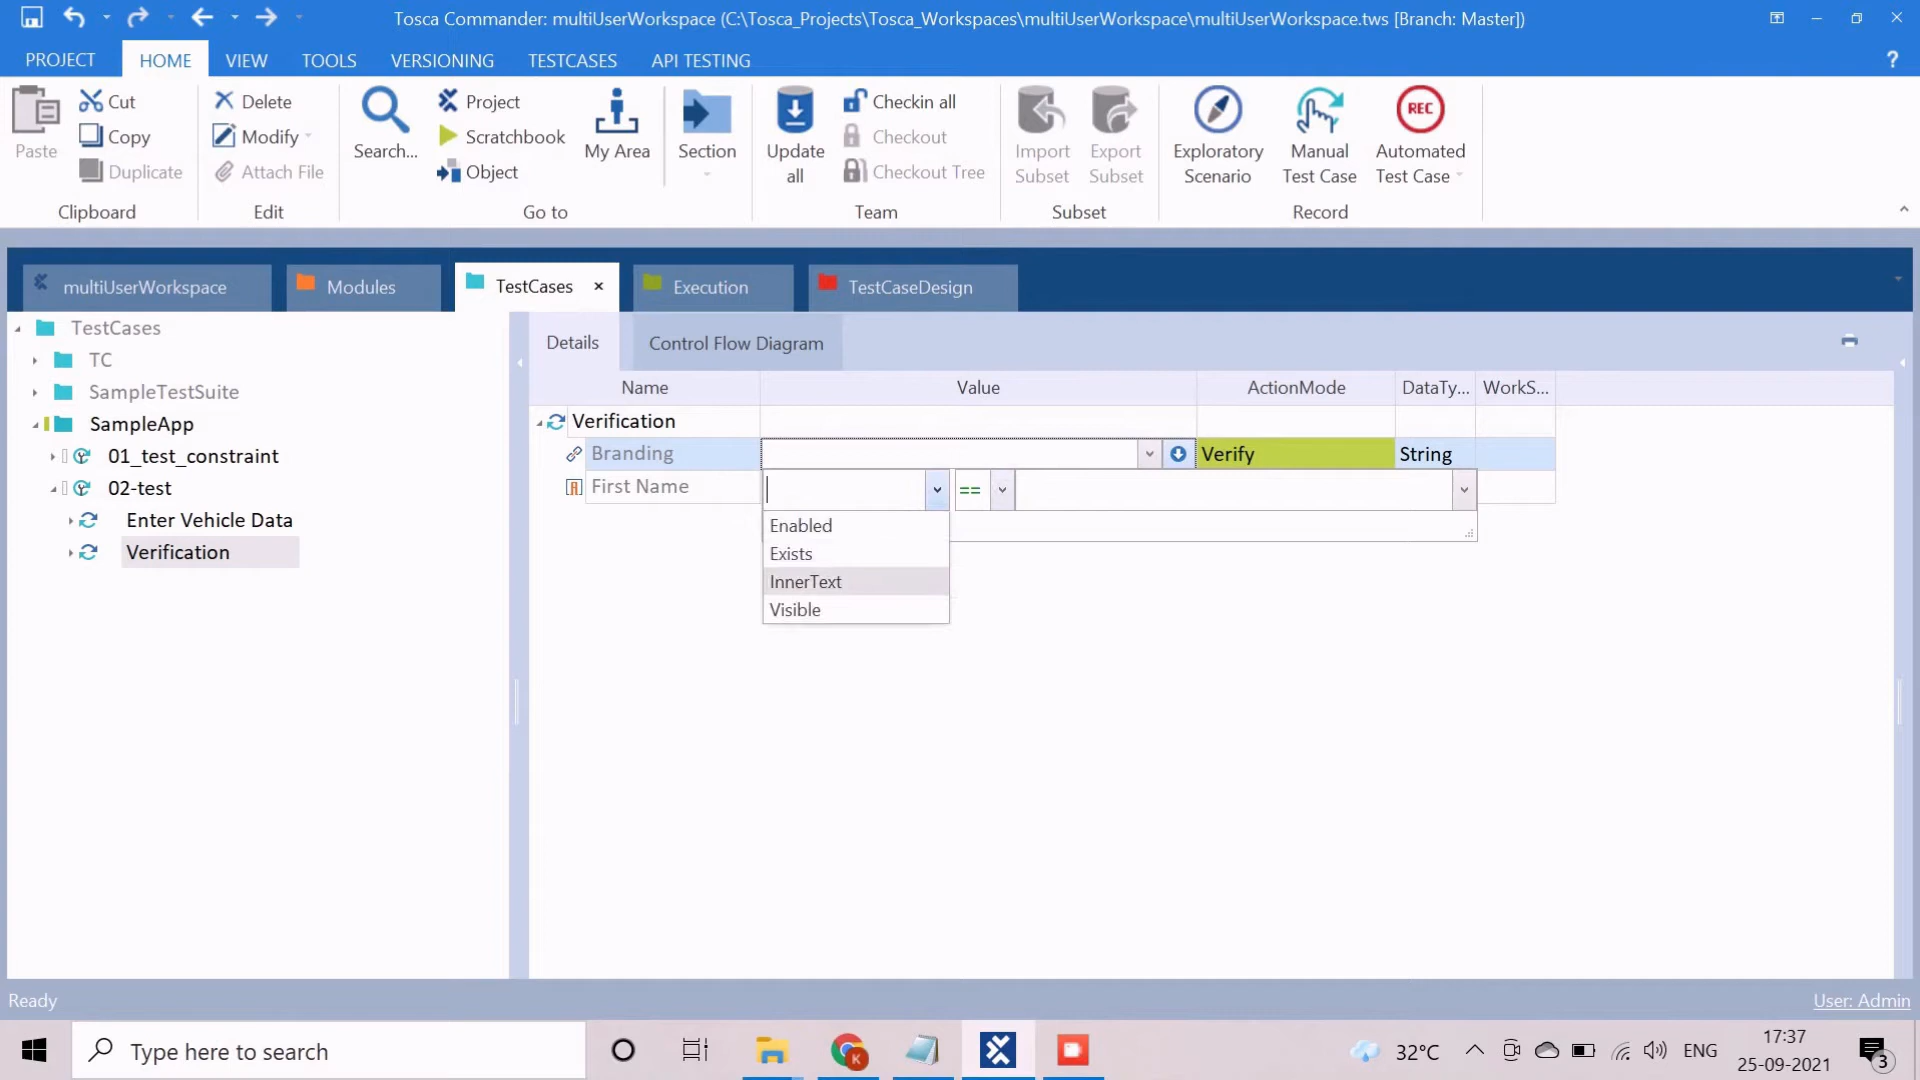 Tosca Commander: multiUserWorkspace (C:\Tosca_Projects\Tosca_Workspaces\multiUserWorkspace\multiUserWorkspace.tws [Branch: Master])
PROJECT HOME VIEW TOOLS VERSIONING TESTCASES API TESTING ?
Paste
Cut
Copy
Duplicate
Clipboard
Delete
Modify
Attach File
Edit
Search...
Project
Scratchbook
Object
My Area
Section
Go to
Update
all
Checkin all
Checkout
Checkout Tree
Team
Import
Subset
Export
Subset
Subset
Exploratory
Scenario
Manual
Test Case
REC
Automated
Test Case
Record
multiUserWorkspace Modules TestCases × Execution TestCaseDesign
TestCases
TC
SampleTestSuite
SampleApp
01_test_constraint
02-test
Enter Vehicle Data
Verification
Details Control Flow Diagram
Name Value ActionMode DataTy... WorkS...
Verification
Branding Verify String
First Name ==
Enabled
Exists
InnerText
Visible
Ready User: Admin
Type here to search
K
32°C ENG
17:37
25-09-2021
3